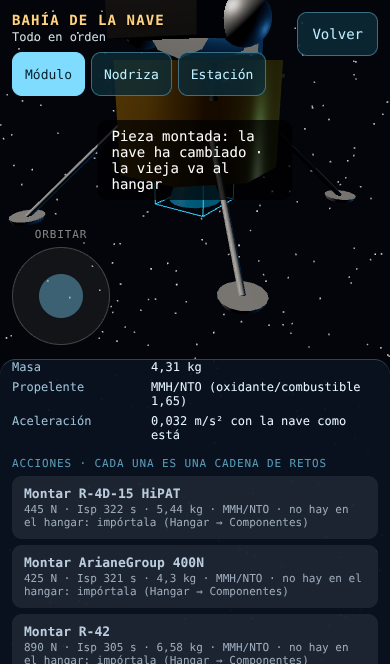 BAHÍA DE LA NAVE
Todo en orden
Volver
Módulo
Nodriza
Estación
Pieza montada: la
nave ha cambiado ·
la vieja va al
hangar
ORBITAR
Masa 4,31 kg
Propelente MMH/NTO (oxidante/combustible
1,65)
Aceleración 0,032 m/s² con la nave como
está
ACCIONES · CADA UNA ES UNA CADENA DE RETOS
Montar R-4D-15 HiPAT
445 N · Isp 322 s · 5,44 kg · MMH/NTO · no hay en
el hangar: impórtala (Hangar → Componentes)
Montar ArianeGroup 400N
425 N · Isp 321 s · 4,3 kg · MMH/NTO · no hay en el
hangar: impórtala (Hangar → Componentes)
Montar R-42
890 N · Isp 305 s · 6,58 kg · MMH/NTO · no hay en
el hangar: impórtala (Hangar → Componentes)